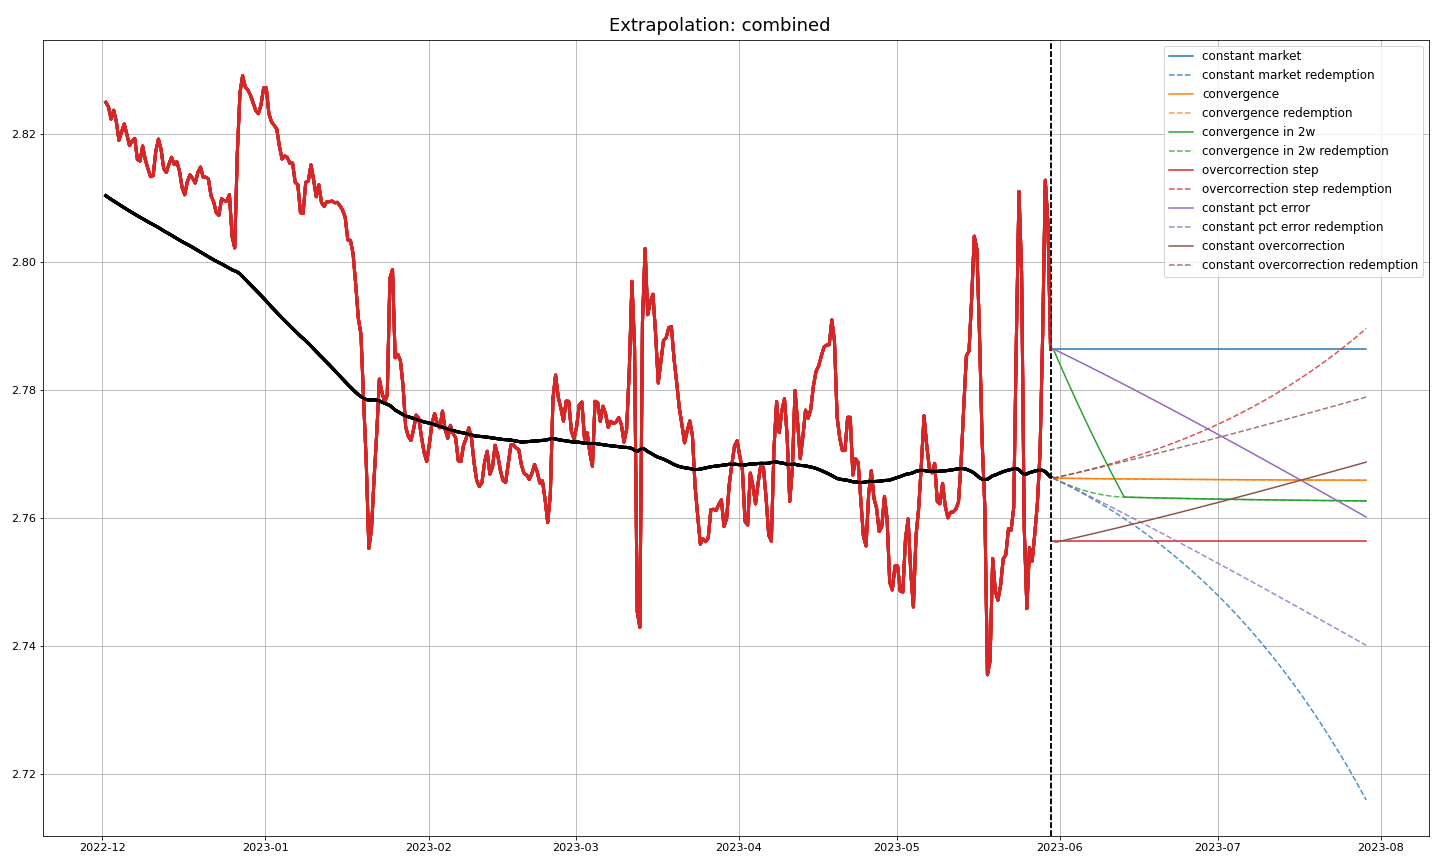 Extrapolation: combined
constant market
constant market redemption
convergence
convergence redemption
convergence in 2w
convergence in 2w redemption
overcorrection step
overcorrection step redemption
constant pct error
constant pct error redemption
constant overcorrection
constant overcorrection redemption
2.82
2.80
2.78
2.76
2.74
2.72
2022-12 2023-01 2023-02 2023-03 2023-04 2023-05 2023-06 2023-07 2023-08